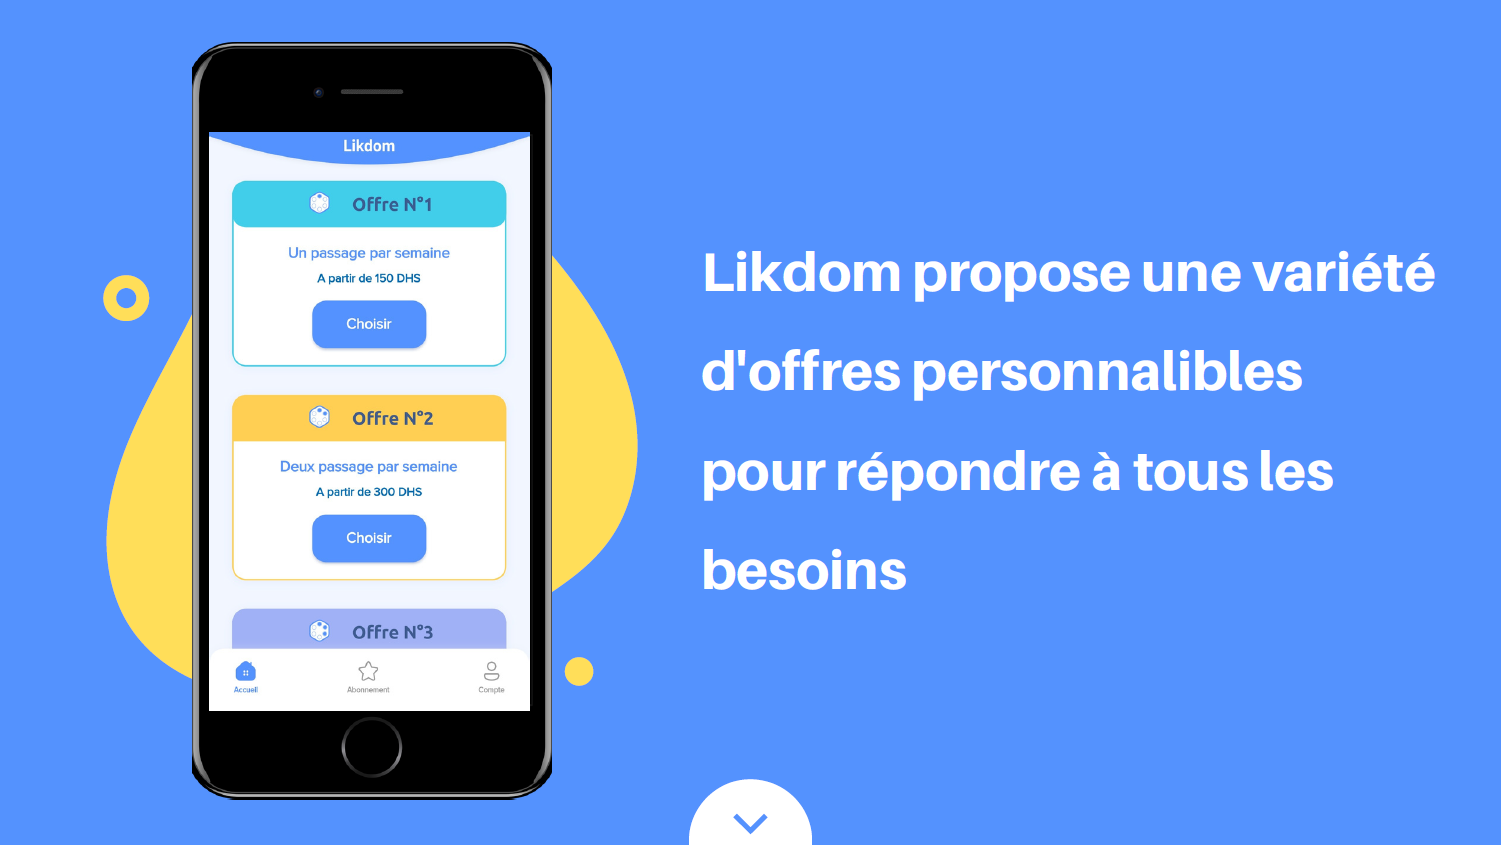 Likdom
Offre N°1
Un passage par semaine
A partir de 150 DHS
Choisir
Offre N°2
Deux passage par semaine
A partir de 300 DHS
Choisir
Offre N°3
Accueil
Abonnement
Compte
Likdom propose une variété
d'offres personnalibles
pour répondre à tous les
besoins